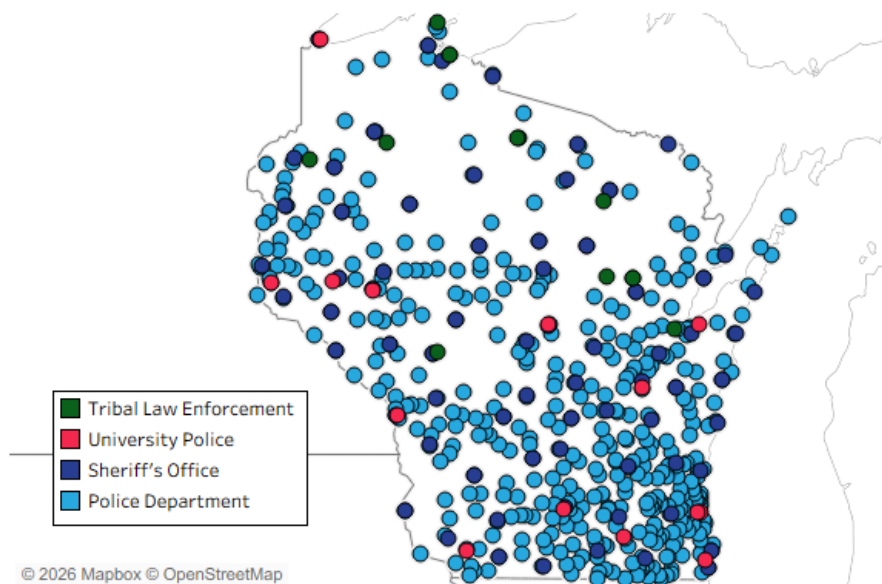 Tribal Law Enforcement
University Police
Sheriff's Office
Police Department
© 2026 Mapbox © OpenStreetMap